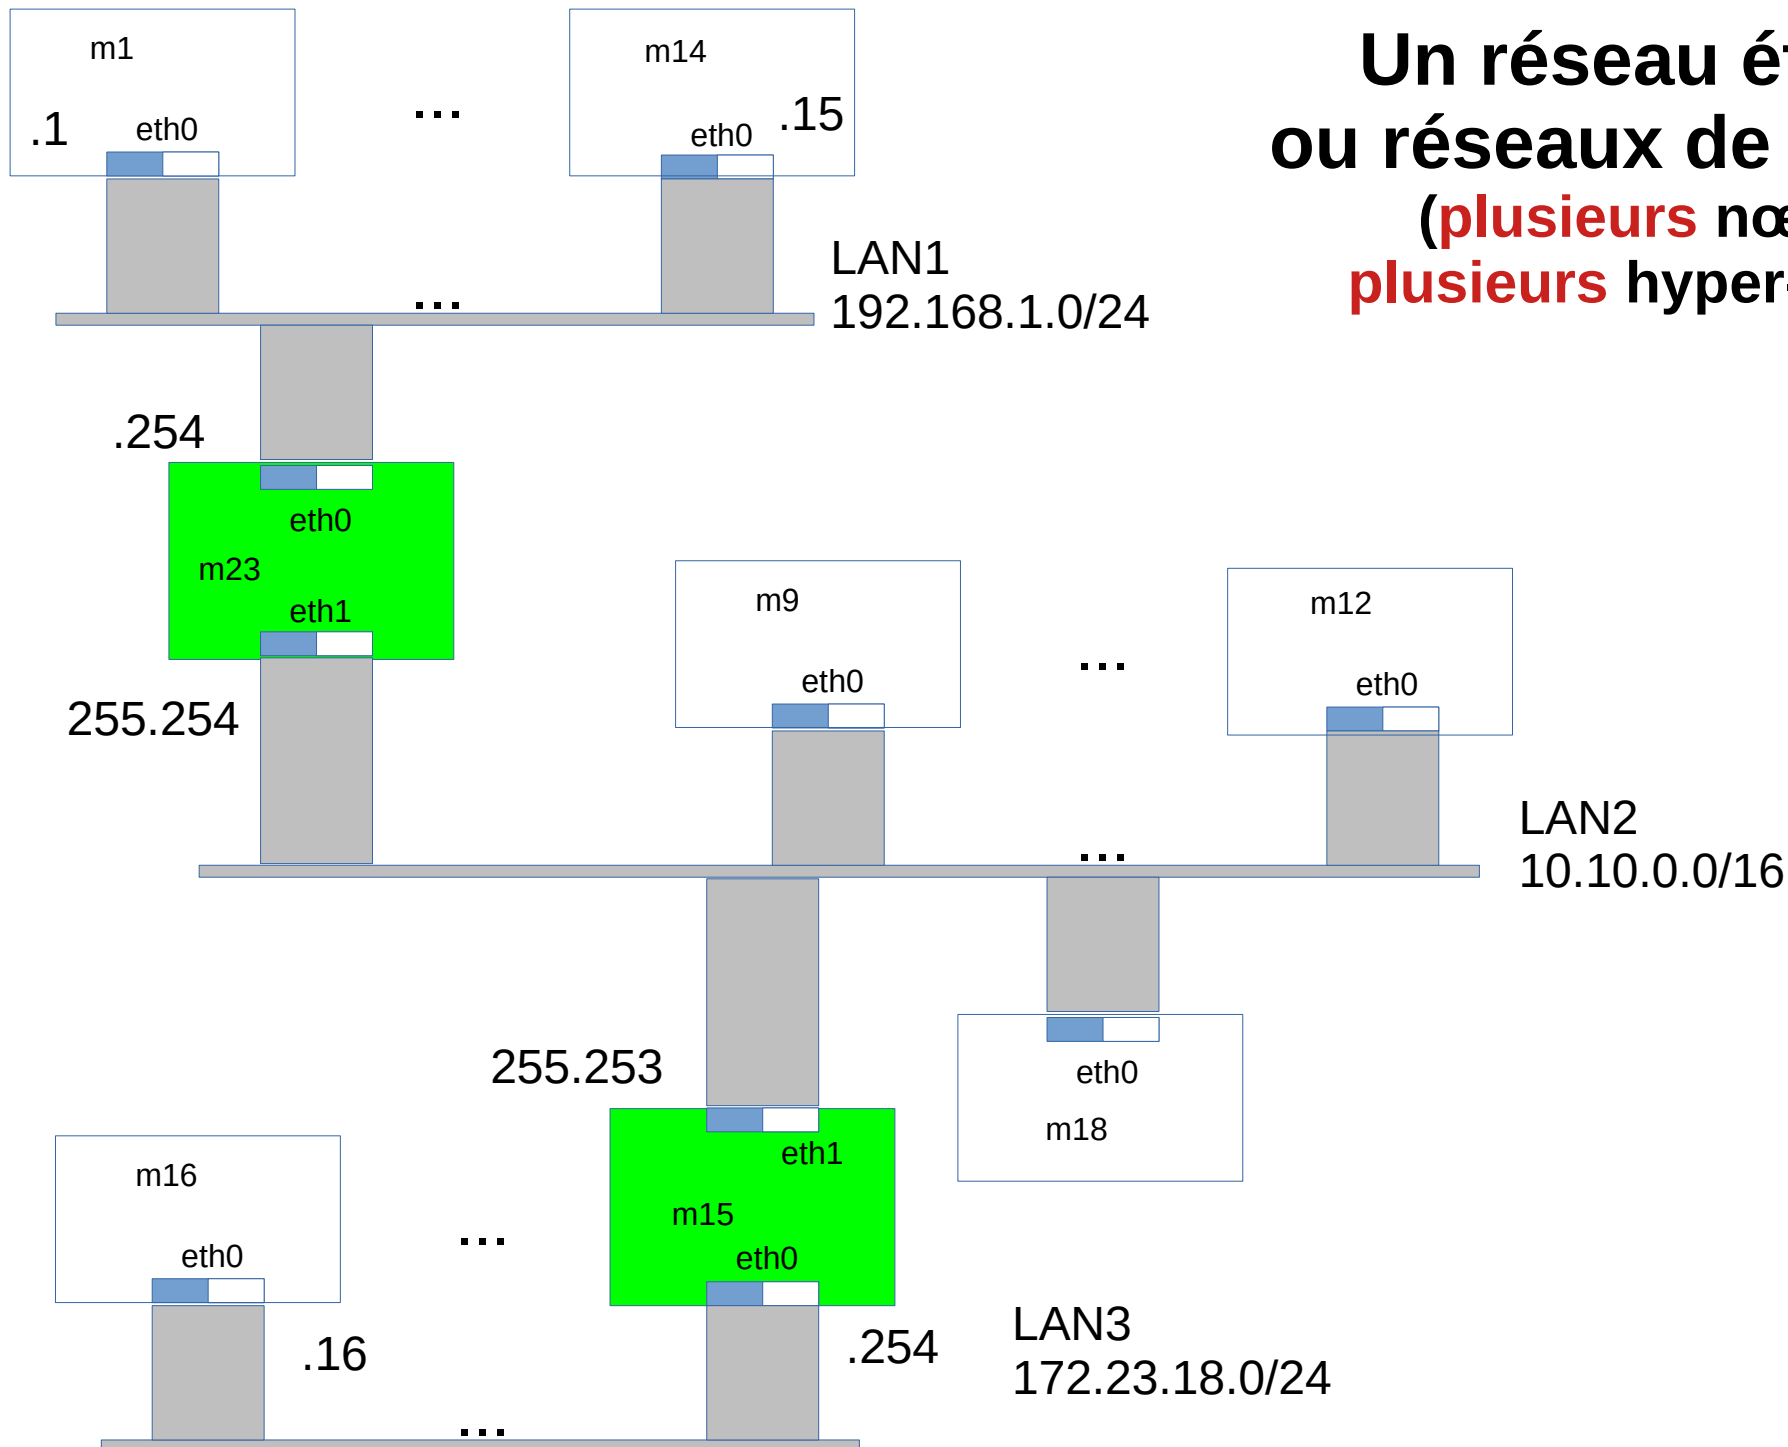 m1
m14
Un réseau
ou réseaux de
(plusieurs
plusieurs hyper-
.1
eth0
...
eth0
.15
LAN1
192.168.1.0/24
...
.254
eth0
m23
eth1
255.254
m9
m12
...
eth0
eth0
LAN2
10.10.0.0/16
...
255.253
eth0
m18
eth1
m15
eth0
m16
eth0
...
.16
.254
LAN3
172.23.18.0/24
...